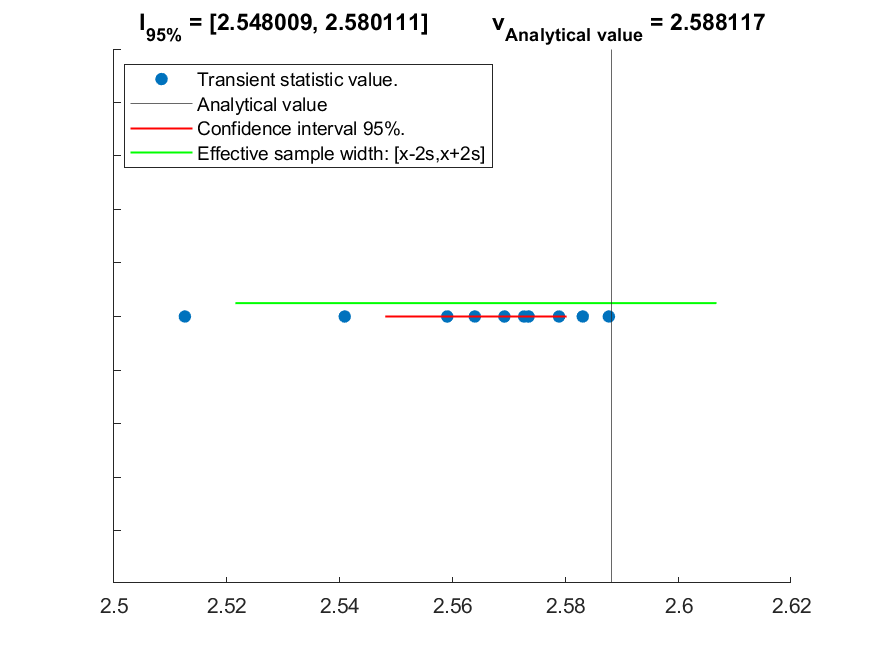 I95% = [2.548009, 2.580111] vAnalytical value = 2.588117
Transient statistic value.
Analytical value
Confidence interval 95%.
Effective sample width: [x-2s,x+2s]
2.5 2.52 2.54 2.56 2.58 2.6 2.62